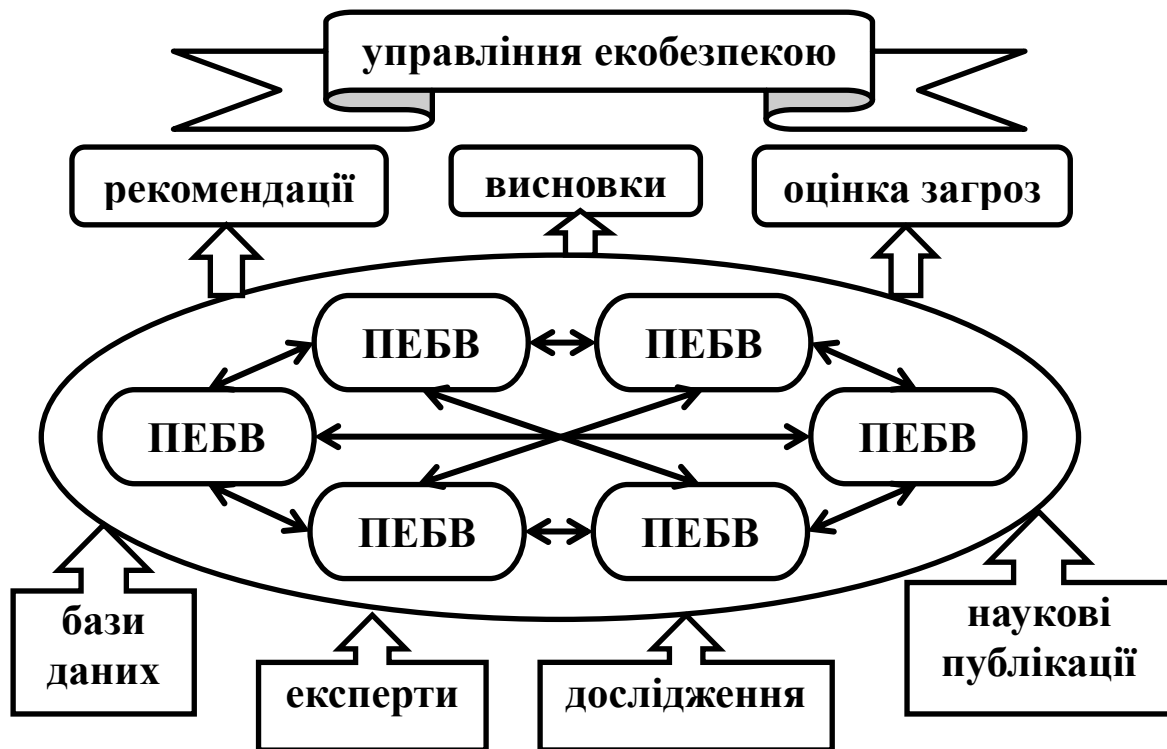 управління екобезпекою
рекомендації
висновки
оцінка загроз
ПЕБВ
ПЕБВ
ПЕБВ
ПЕБВ
ПЕБВ
ПЕБВ
бази
даних
експерти
дослідження
наукові
публікації